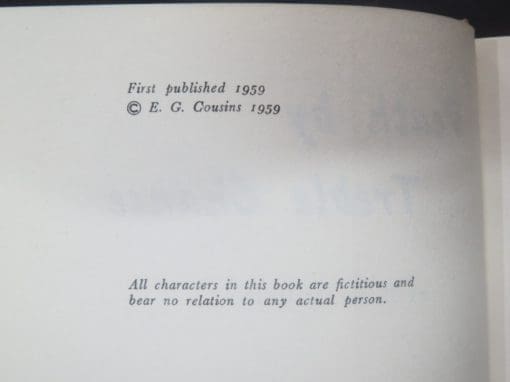 First published 1959
© E. G. Cousins 1959
Treble
All characters in this book are fictitious and
bear no relation to any actual person.